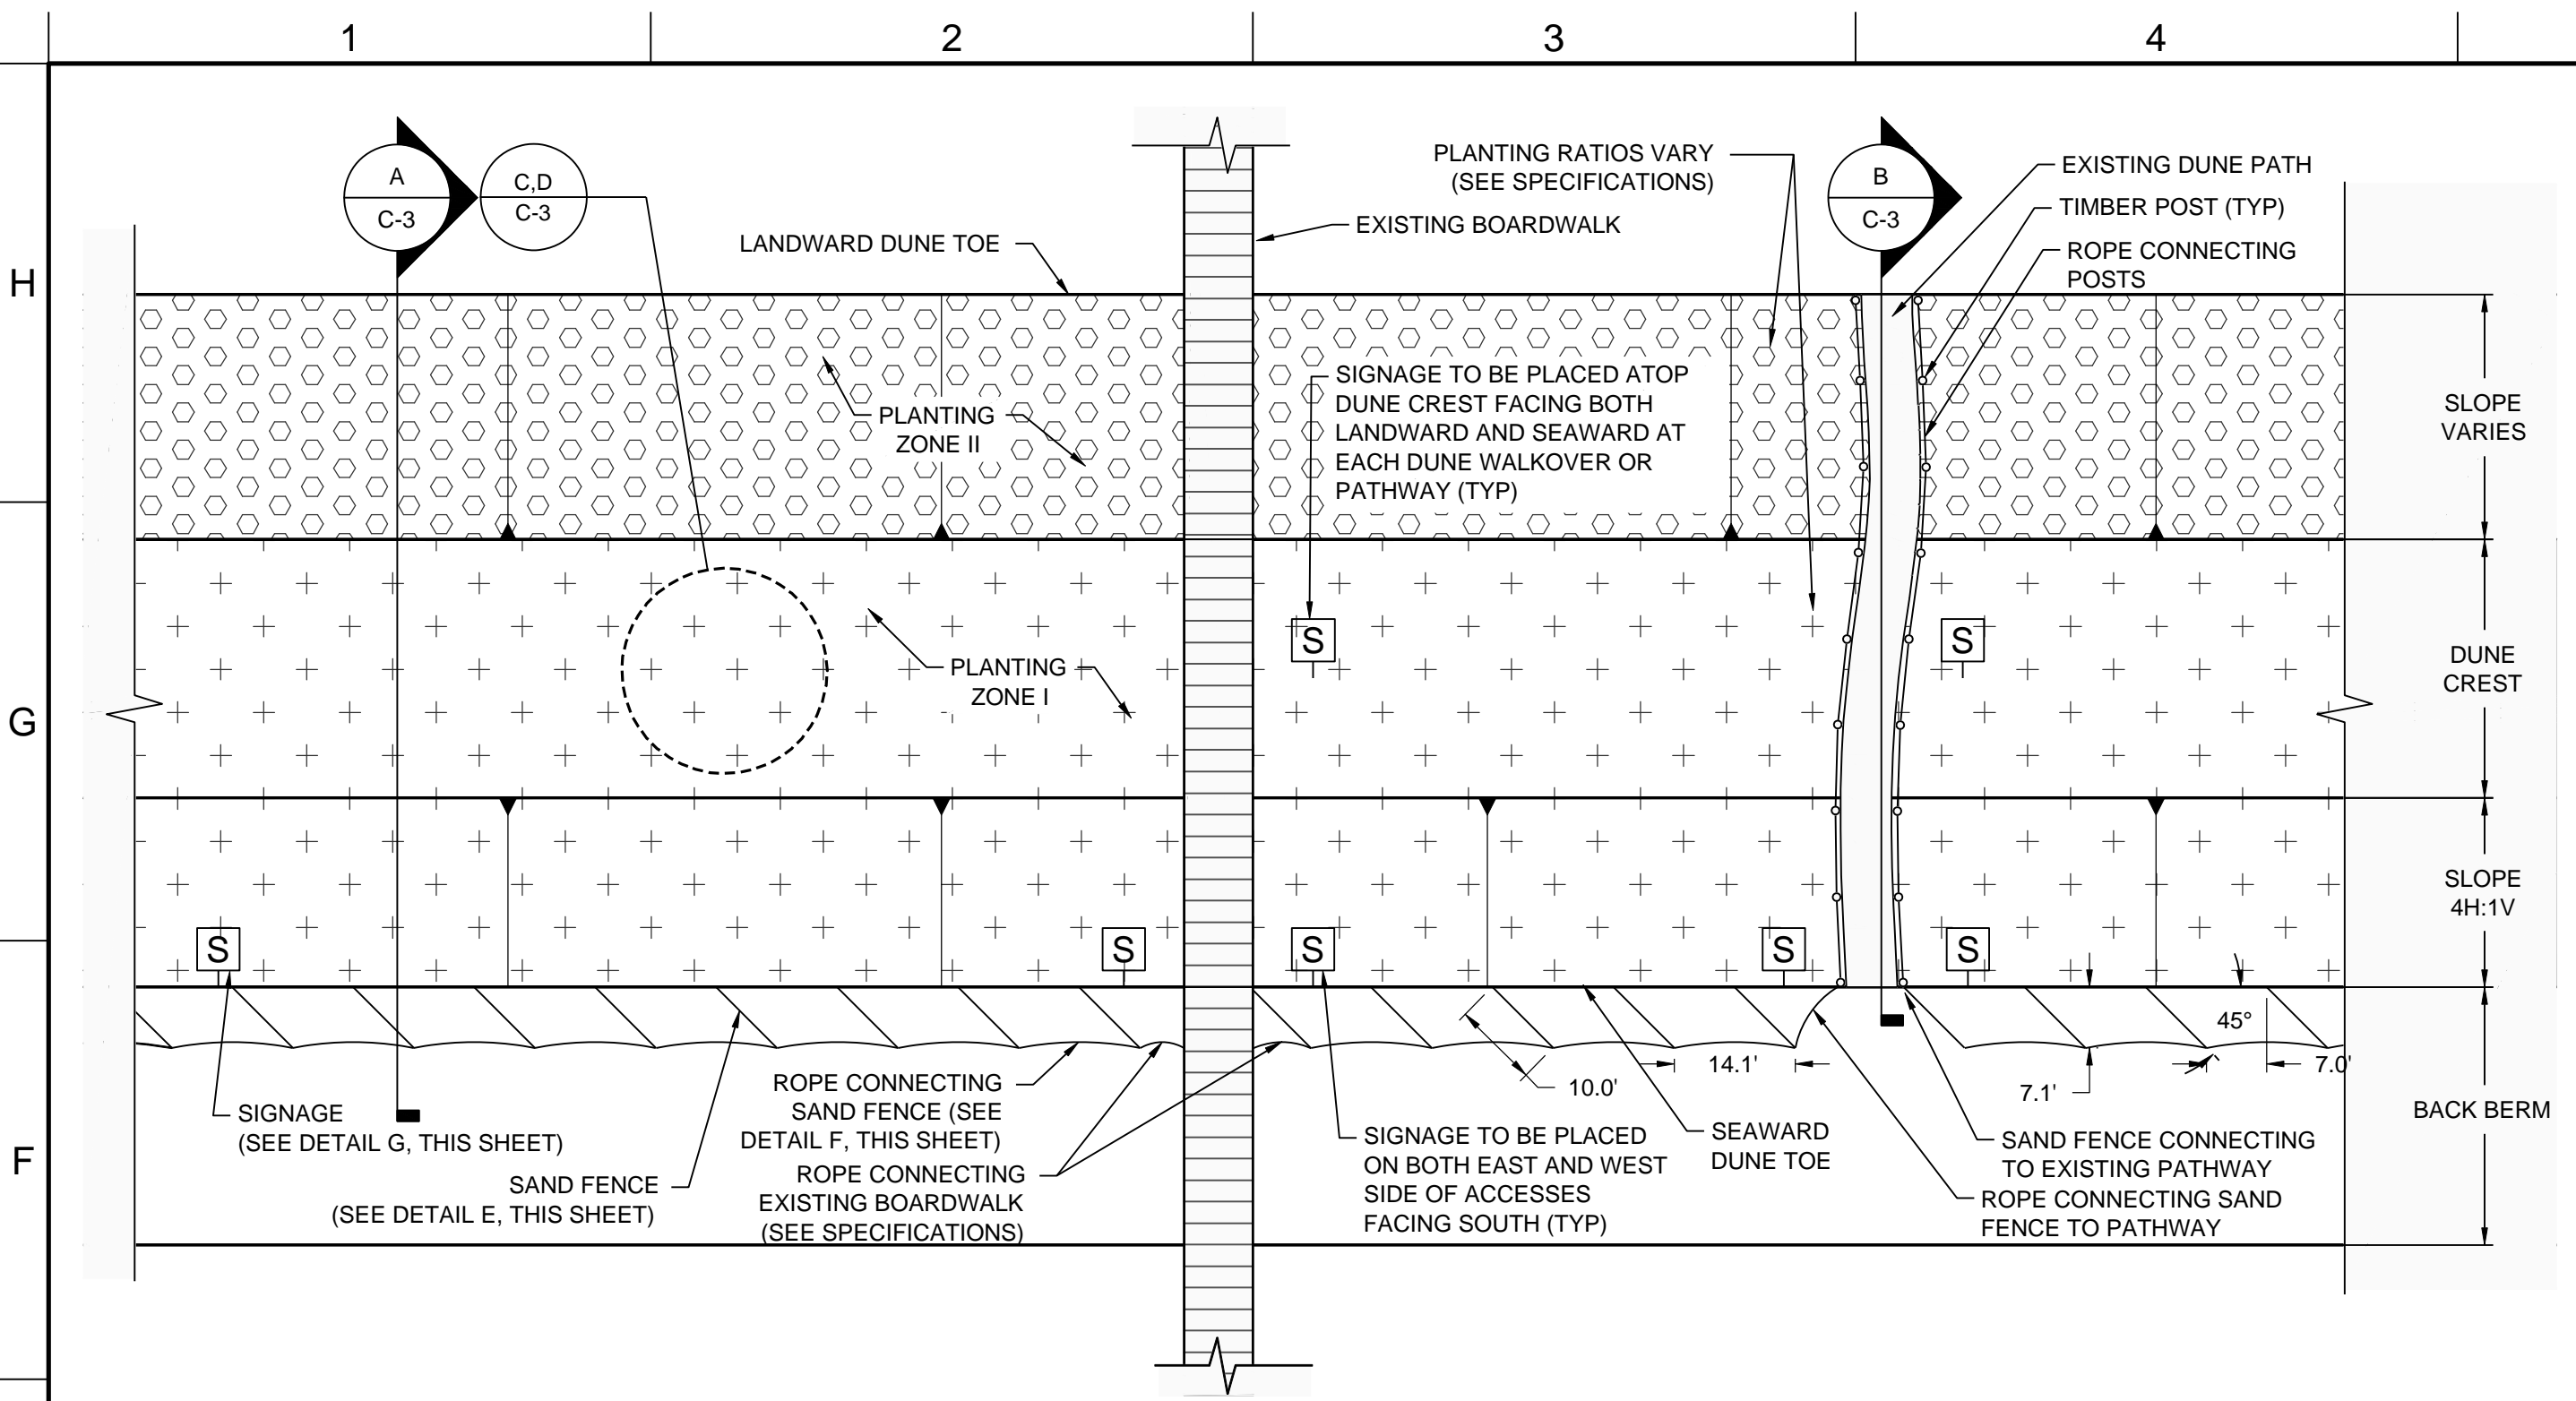 1
2
3
4
H
G
F
A
C-3
C,D
C-3
LANDWARD DUNE TOE
PLANTING RATIOS VARY
(SEE SPECIFICATIONS)
EXISTING BOARDWALK
B
C-3
EXISTING DUNE PATH
TIMBER POST (TYP)
ROPE CONNECTING
POSTS
PLANTING
ZONE II
SIGNAGE TO BE PLACED ATOP
DUNE CREST FACING BOTH
LANDWARD AND SEAWARD AT
EACH DUNE WALKOVER OR
PATHWAY (TYP)
SLOPE
VARIES
S
S
PLANTING
ZONE I
DUNE
CREST
SLOPE
4H:1V
S
S
S
S
S
45°
7.0'
14.1'
10.0'
7.1'
BACK BERM
SIGNAGE
(SEE DETAIL G, THIS SHEET)
SAND FENCE
(SEE DETAIL E, THIS SHEET)
ROPE CONNECTING
SAND FENCE (SEE
DETAIL F, THIS SHEET)
ROPE CONNECTING
EXISTING BOARDWALK
(SEE SPECIFICATIONS)
SIGNAGE TO BE PLACED
ON BOTH EAST AND WEST
SIDE OF ACCESSES
FACING SOUTH (TYP)
SEAWARD
DUNE TOE
SAND FENCE CONNECTING
TO EXISTING PATHWAY
ROPE CONNECTING SAND
FENCE TO PATHWAY